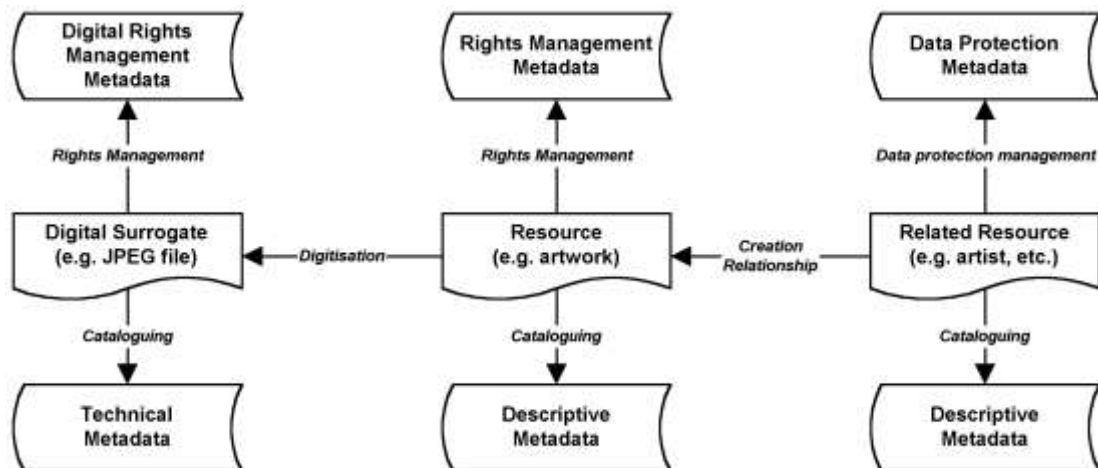 Digital Rights
Management
Metadata
Rights Management
Metadata
Data Protection
Metadata
Rights Management
Rights Management
Data protection management
Digital Surrogate
(e.g. JPEG file)
Digitisation
Resource
(e.g. artwork)
Creation
Relationship
Related Resource
(e.g. artist, etc.)
Cataloguing
Cataloguing
Cataloguing
Technical
Metadata
Descriptive
Metadata
Descriptive
Metadata